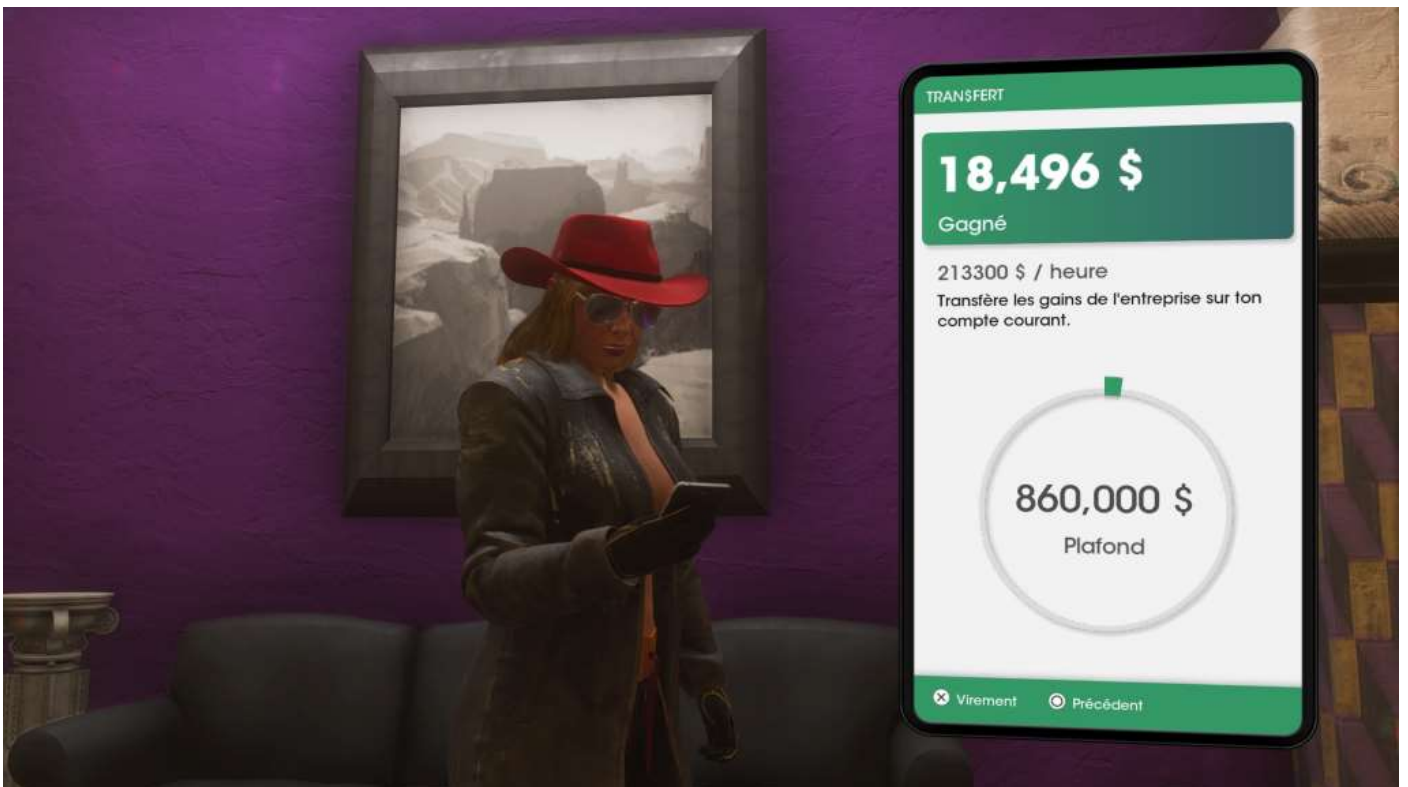 TRAN$FERT
18,496 $
Gagné
213300 $ / heure
Transfère les gains de l'entreprise sur ton
compte courant.
860,000 $
Plafond
Virement
Précédent